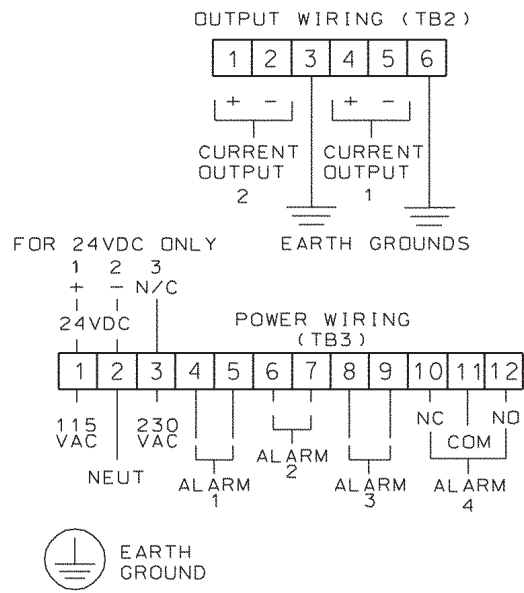 OUTPUT WIRING (TB2)
1 2 3 4 5 6
+ - + -
CURRENT OUTPUT 2
CURRENT OUTPUT 1
EARTH GROUNDS
FOR 24VDC ONLY
1 2 3
+ - N/C
24VDC
POWER WIRING
(TB3)
1 2 3 4 5 6 7 8 9 10 11 12
115 VAC
NEUT
230 VAC
ALARM 1
ALARM 2
ALARM 3
NC
COM
NO
ALARM 4
EARTH
GROUND